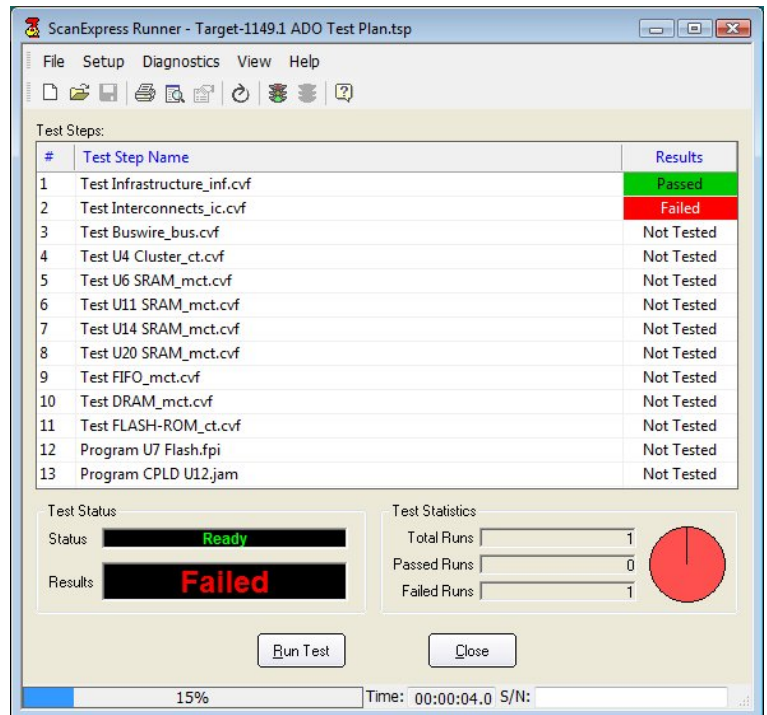 ScanExpress Runner - Target-1149.1 ADO Test Plan.tsp
File Setup Diagnostics View Help
Test Steps:
# Test Step Name Results
1 Test Infrastructure_inf.cvf Passed
2 Test Interconnects_ic.cvf Failed
3 Test Buswire_bus.cvf Not Tested
4 Test U4 Cluster_ct.cvf Not Tested
5 Test U6 SRAM_mct.cvf Not Tested
6 Test U11 SRAM_mct.cvf Not Tested
7 Test U14 SRAM_mct.cvf Not Tested
8 Test U20 SRAM_mct.cvf Not Tested
9 Test FIFO_mct.cvf Not Tested
10 Test DRAM_mct.cvf Not Tested
11 Test FLASH-ROM_ct.cvf Not Tested
12 Program U7 Flash.fpi Not Tested
13 Program CPLD U12.jam Not Tested
Test Status
Status Ready
Results Failed
Test Statistics
Total Runs 1
Passed Runs 0
Failed Runs 1
Run Test Close
15% Time: 00:00:04.0 S/N: